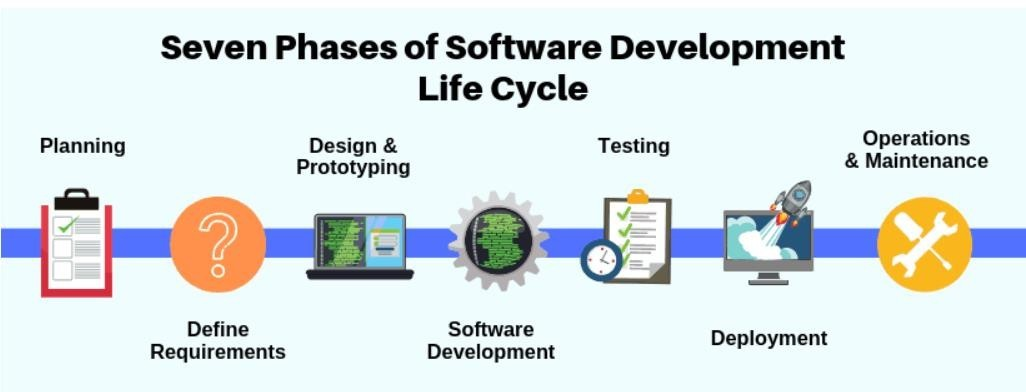 Seven Phases of Software Development
Life Cycle
Planning
Define
Requirements
Design &
Prototyping
Software
Development
Testing
Deployment
Operations
& Maintenance